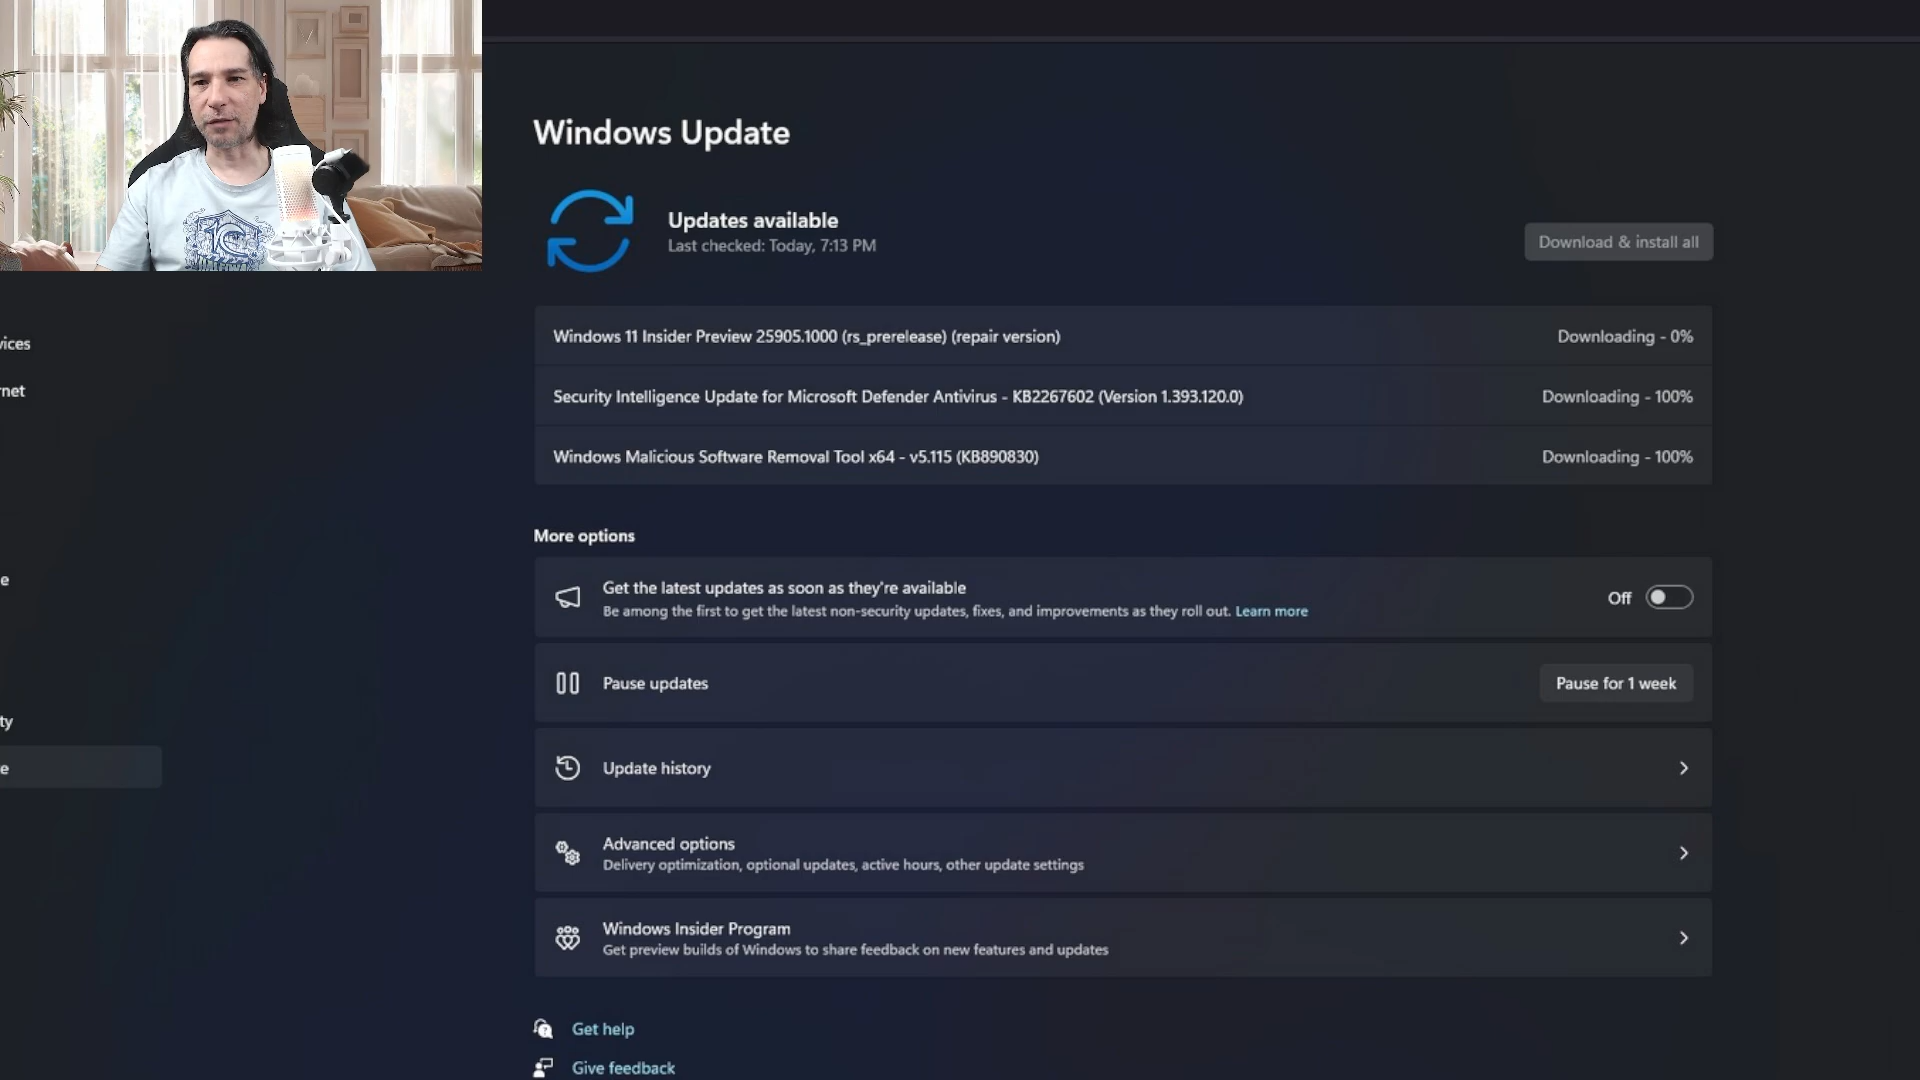 Windows Update
Updates available
Last checked: Today, 7:13 PM
Download & install all
Windows 11 Insider Preview 25905.1000 (rs_prerelease) (repair version)
Downloading - 0%
Security Intelligence Update for Microsoft Defender Antivirus - KB2267602 (Version 1.393.120.0)
Downloading - 100%
Windows Malicious Software Removal Tool x64 - v5.115 (KB890830)
Downloading - 100%
More options
Get the latest updates as soon as they're available
Be among the first to get the latest non-security updates, fixes, and improvements as they roll out. Learn more
Off
Pause updates
Pause for 1 week
Update history
Advanced options
Delivery optimization, optional updates, active hours, other update settings
Windows Insider Program
Get preview builds of Windows to share feedback on new features and updates
Get help
Give feedback